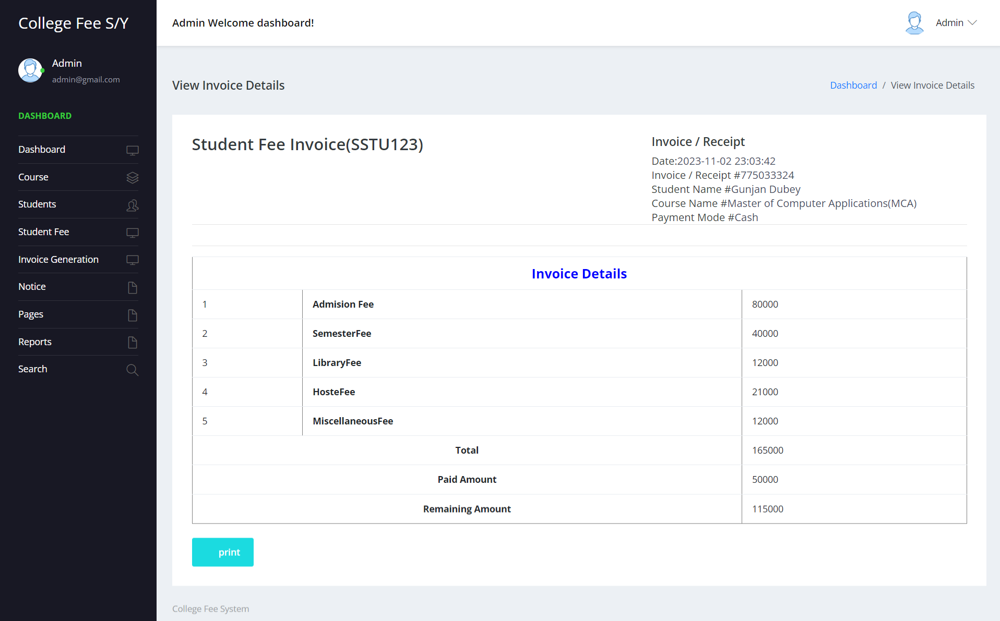 College Fee S/Y
Admin Welcome dashboard!
Admin
Admin
admin@gmail.com
DASHBOARD
Dashboard
Course
Students
Student Fee
Invoice Generation
Notice
Pages
Reports
Search
View Invoice Details
Dashboard / View Invoice Details
Student Fee Invoice(SSTU123)
Invoice / Receipt
Date:2023-11-02 23:03:42
Invoice / Receipt #775033324
Student Name #Gunjan Dubey
Course Name #Master of Computer Applications(MCA)
Payment Mode #Cash
Invoice Details
1 Admision Fee 80000
2 SemesterFee 40000
3 LibraryFee 12000
4 HosteFee 21000
5 MiscellaneousFee 12000
Total 165000
Paid Amount 50000
Remaining Amount 115000
print
College Fee System